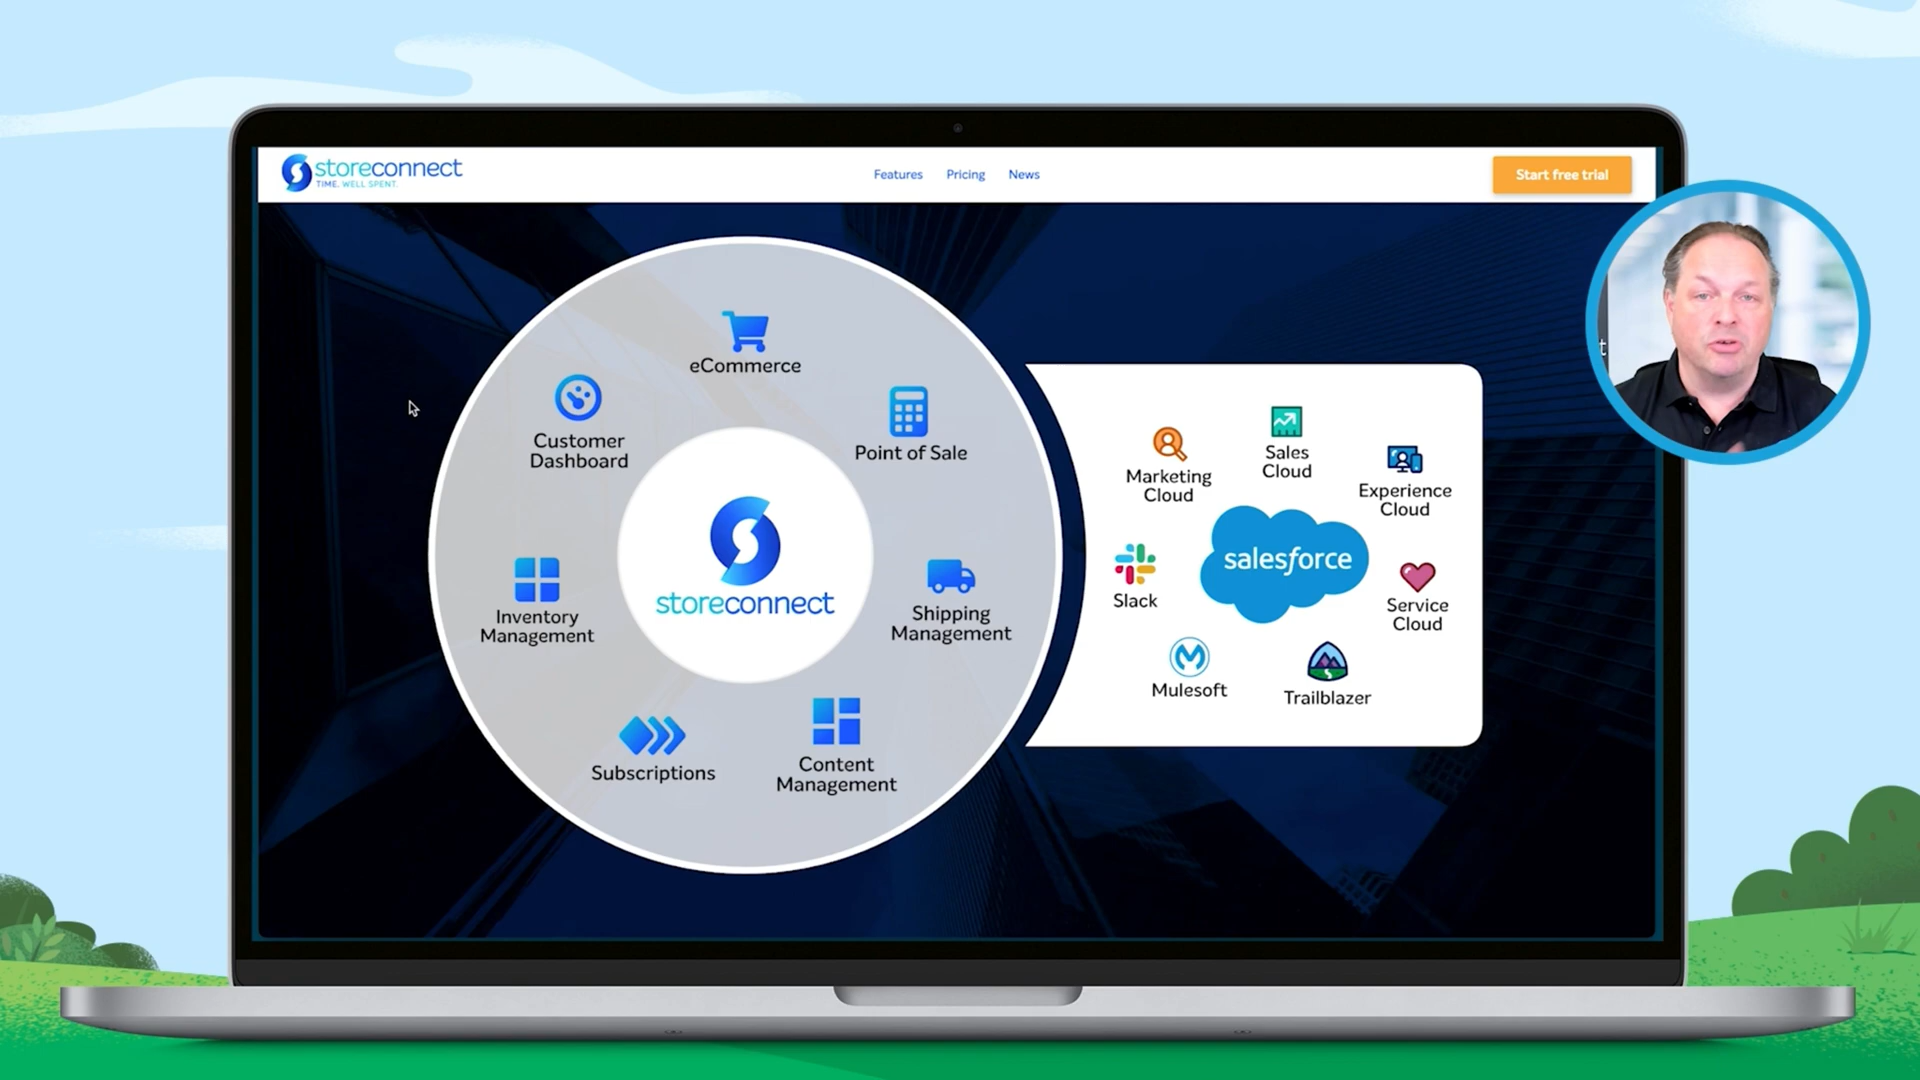 storeconnect
TIME. WELL SPENT.
Features
Pricing
News
Start free trial
eCommerce
Customer
Dashboard
Point of Sale
storeconnect
Inventory
Management
Shipping
Management
Subscriptions
Content
Management
Marketing
Cloud
Sales
Cloud
Experience
Cloud
Slack
salesforce
Service
Cloud
Mulesoft
Trailblazer
t